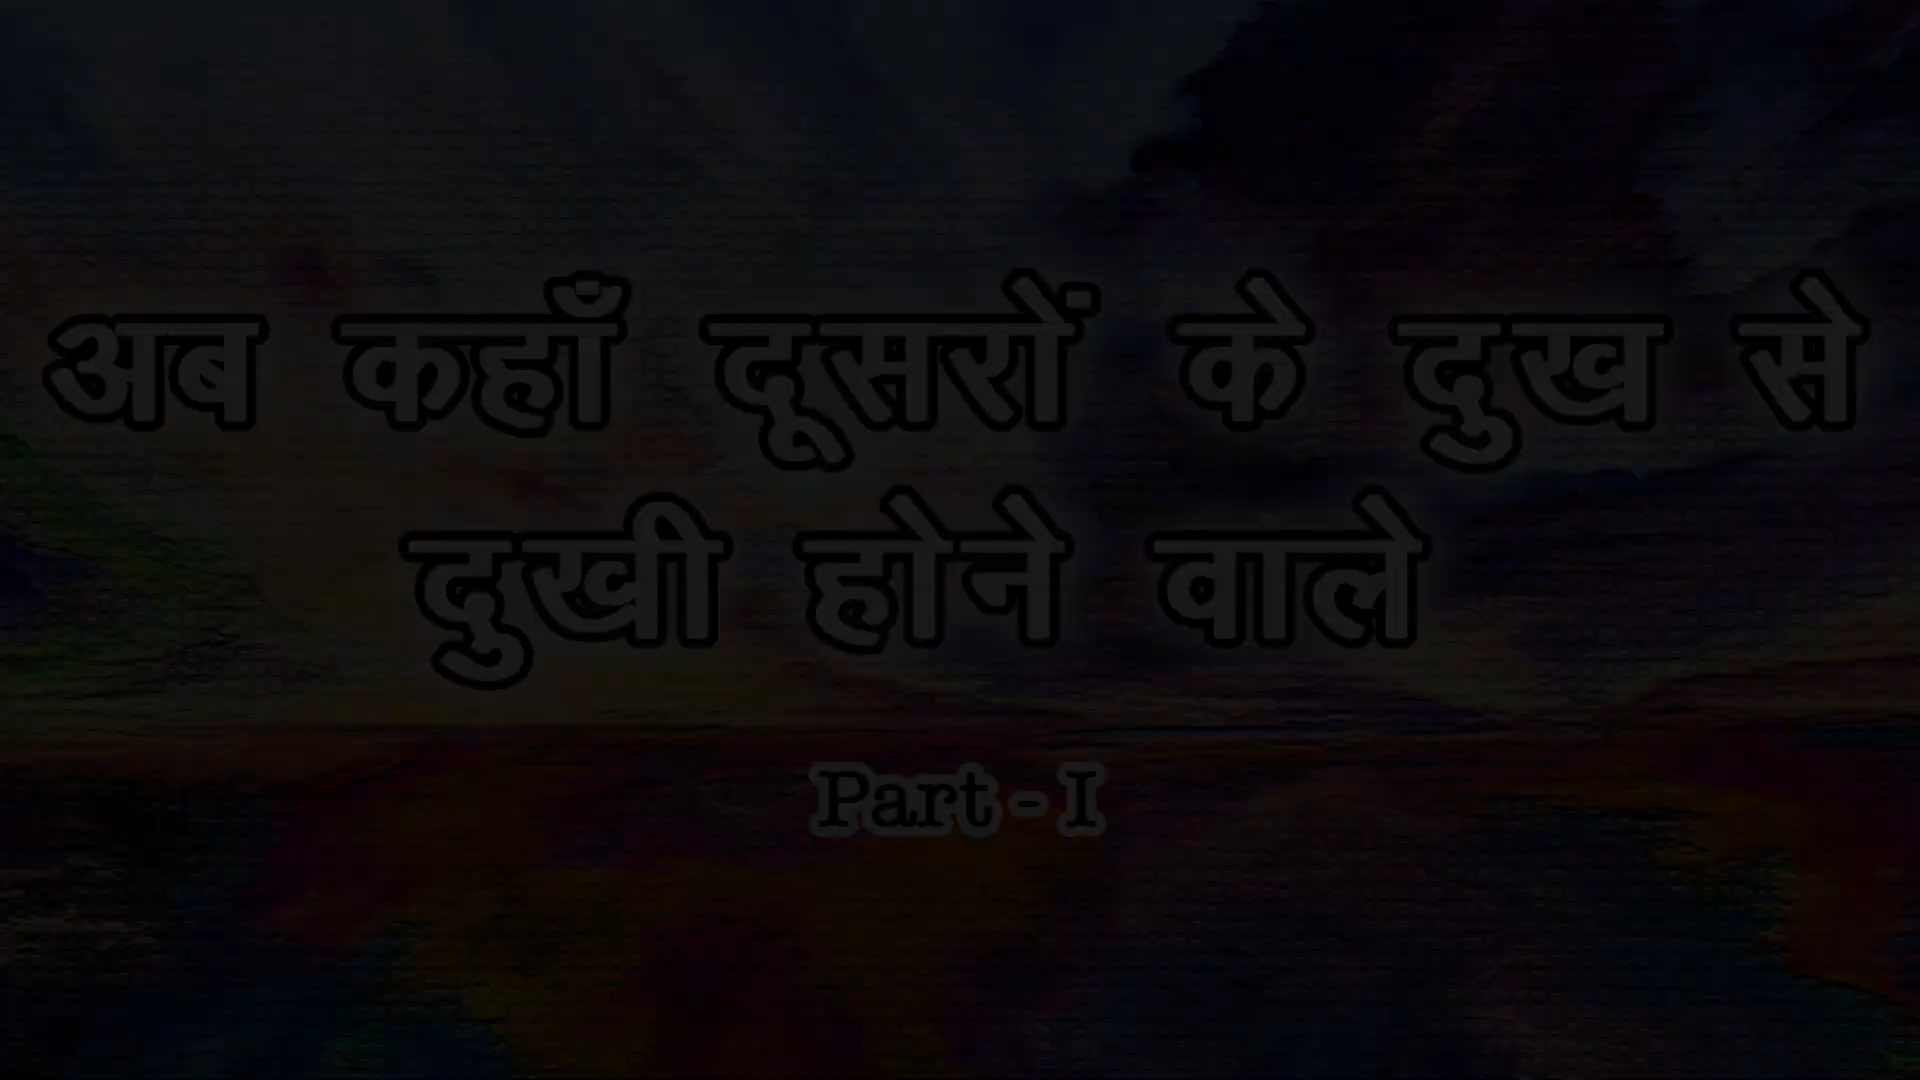 अब कहाँ दूसरों के दुख से
दुखी होने वाले
Part - I